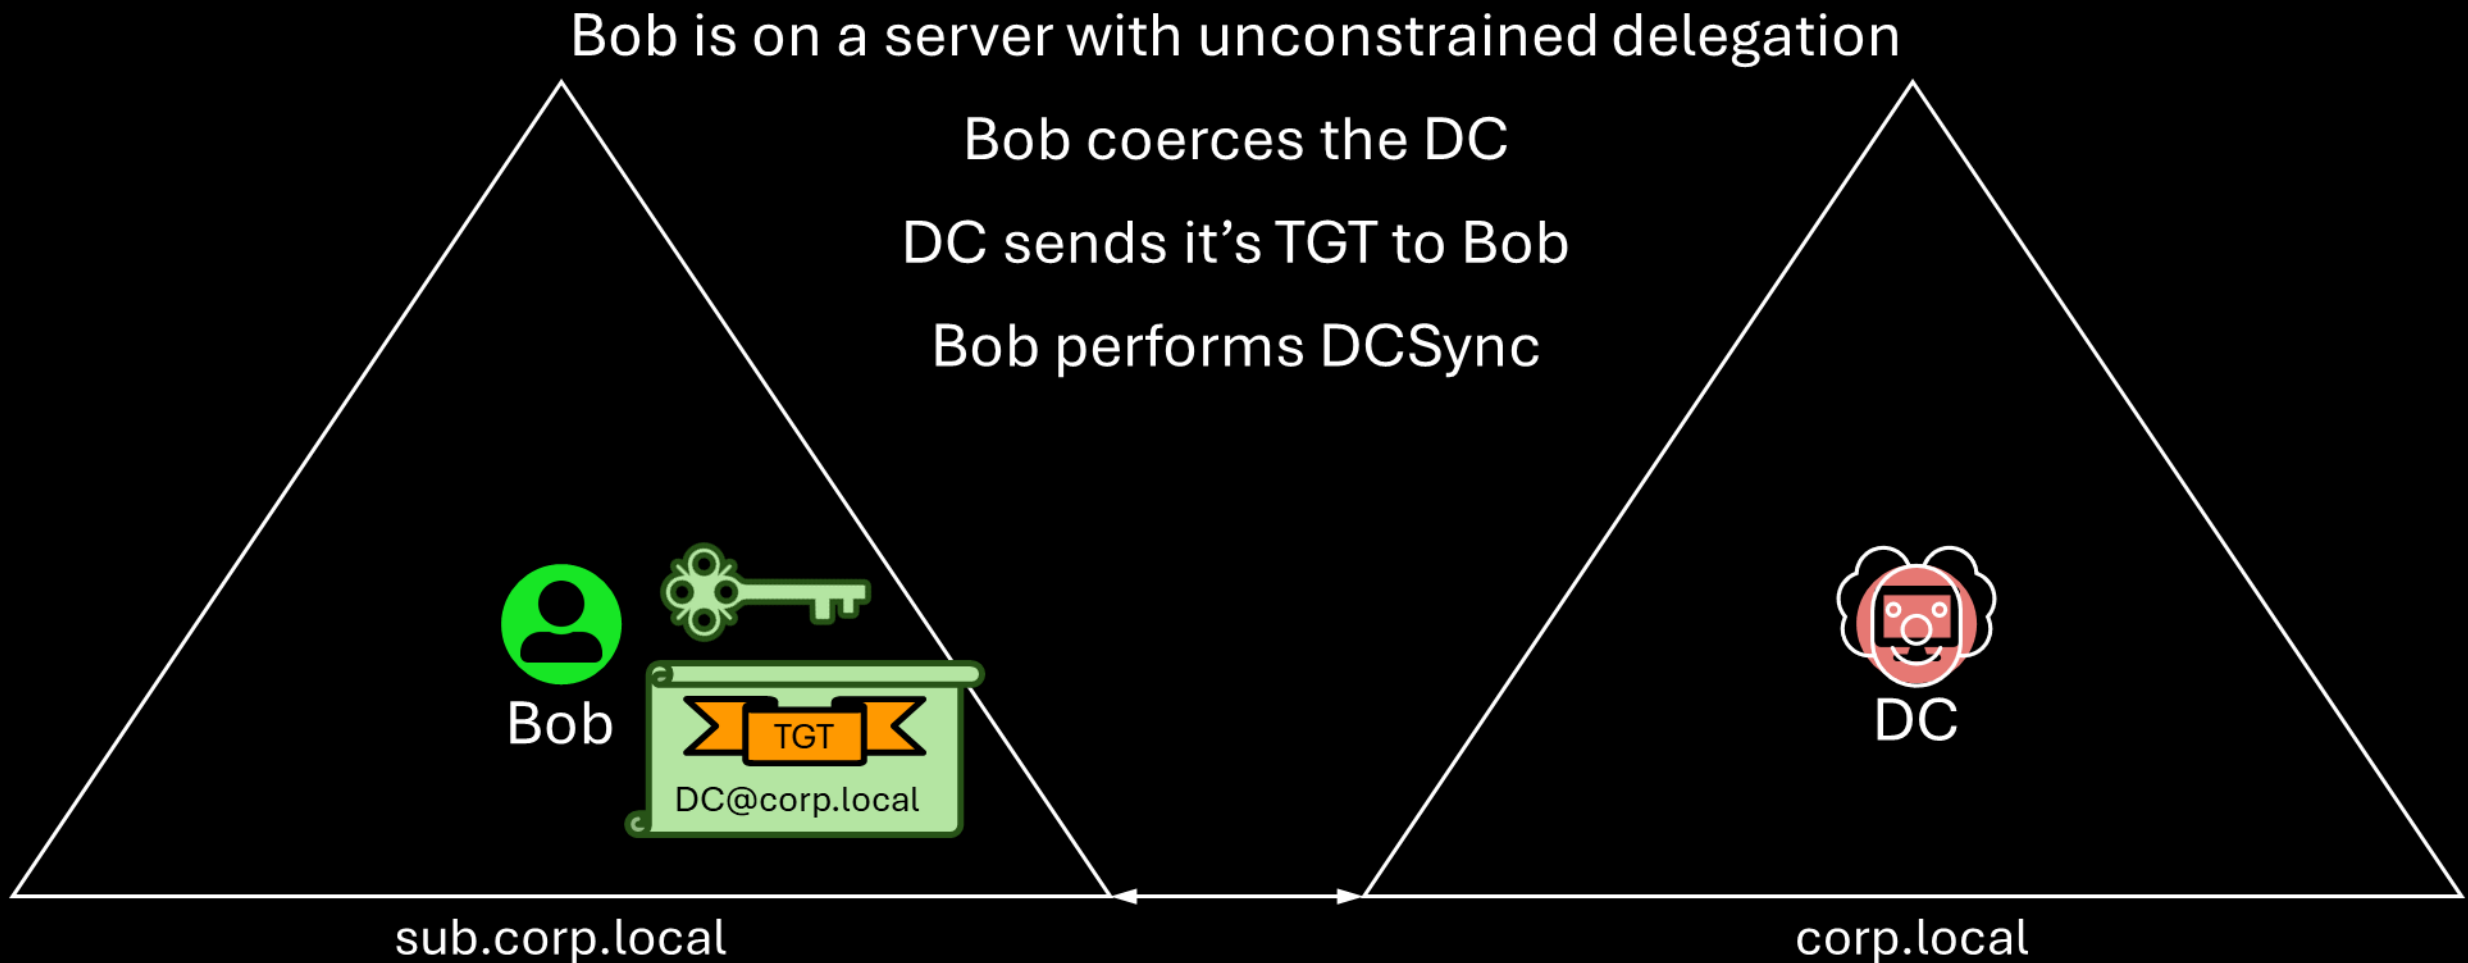 Bob is on a server with unconstrained delegation
Bob coerces the DC
DC sends it’s TGT to Bob
Bob performs DCSync
Bob
TGT
DC@corp.local
DC
sub.corp.local
corp.local